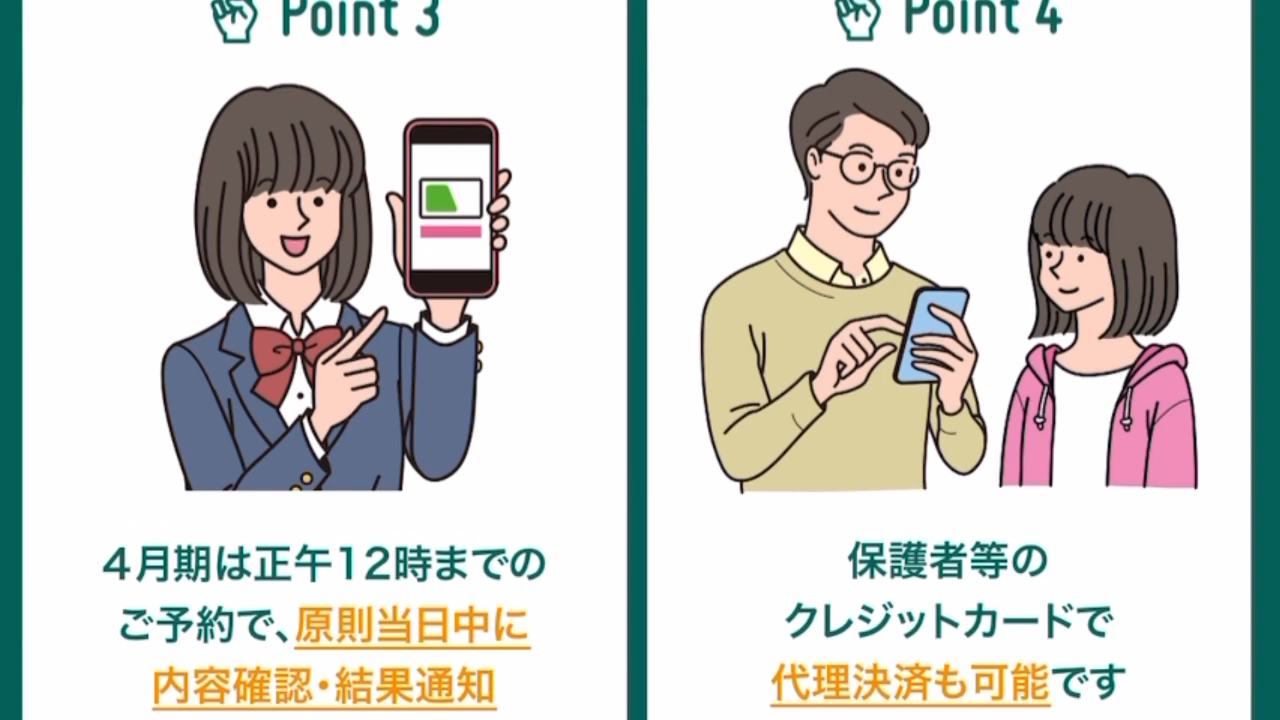 Point 3
4月期は正午12時までの
ご予約で、原則当日中に
内容確認・結果通知
Point 4
保護者等の
クレジットカードで
代理決済も可能です